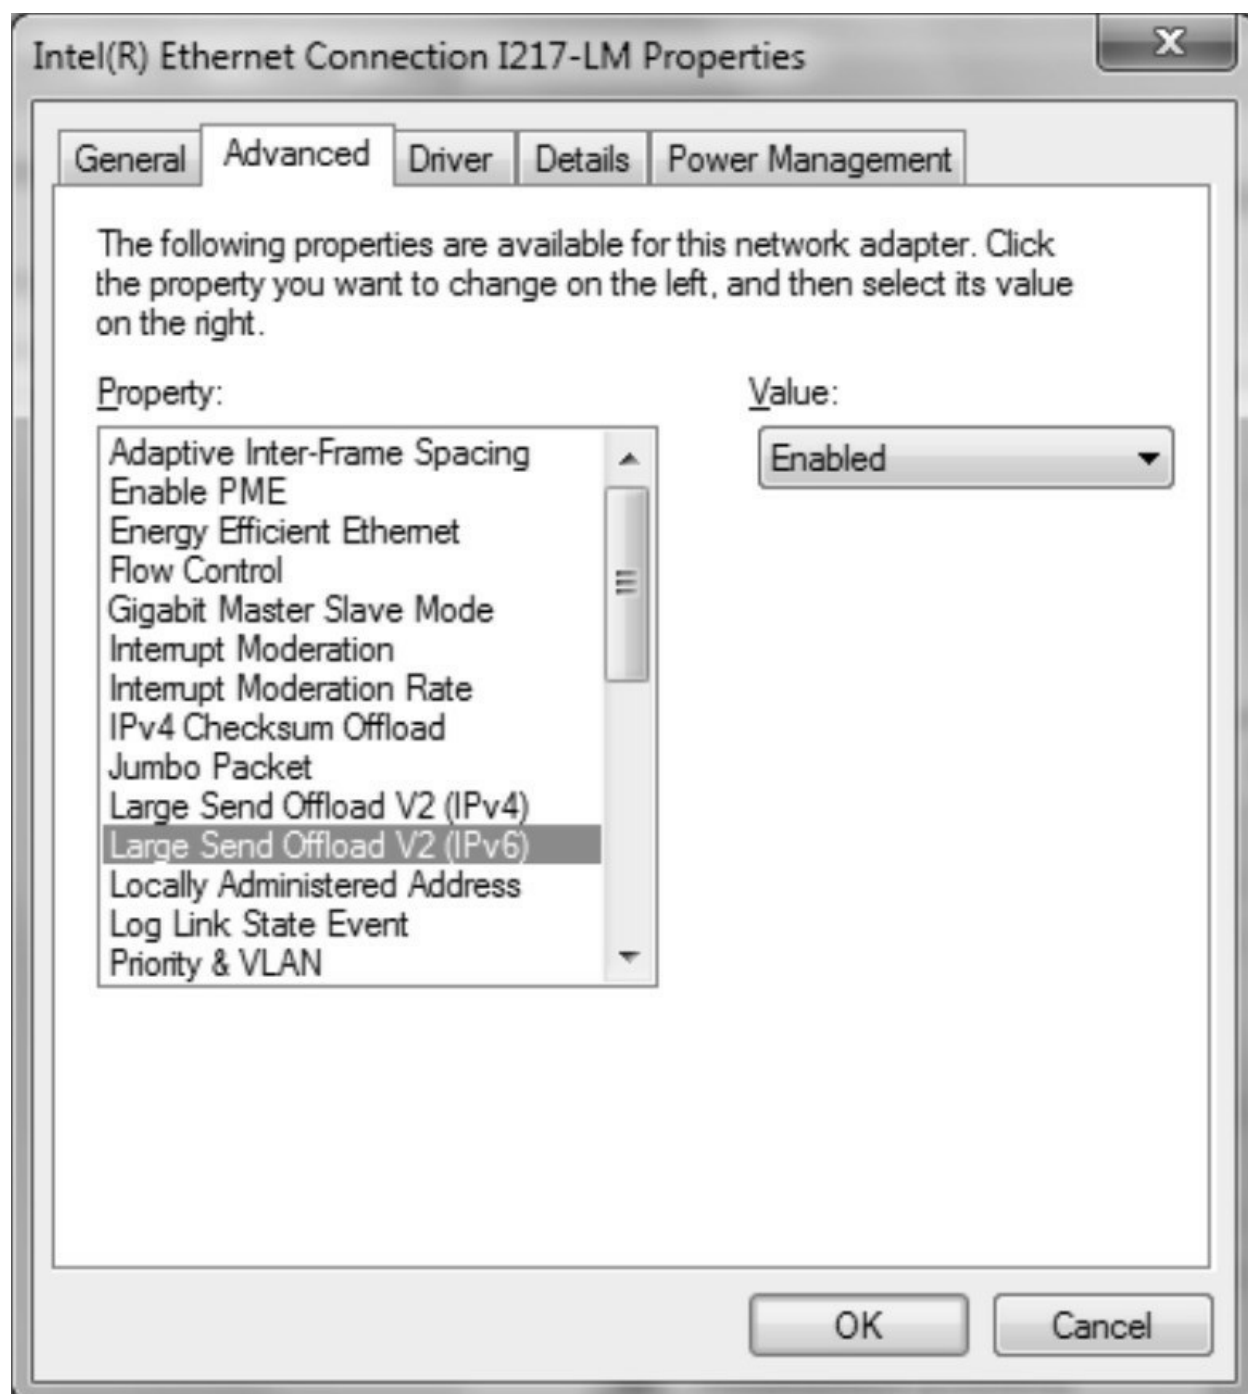 Intel(R) Ethernet Connection I217-LM Properties
General Advanced Driver Details Power Management
The following properties are available for this network adapter. Click
the property you want to change on the left, and then select its value
on the right.
Property:
Value:
Adaptive Inter-Frame Spacing
Enabled
Enable PME
Energy Efficient Ethernet
Flow Control
Gigabit Master Slave Mode
Interrupt Moderation
Interrupt Moderation Rate
IPv4 Checksum Offload
Jumbo Packet
Large Send Offload V2 (IPv4)
Large Send Offload V2 (IPv6)
Locally Administered Address
Log Link State Event
Priority & VLAN
OK
Cancel